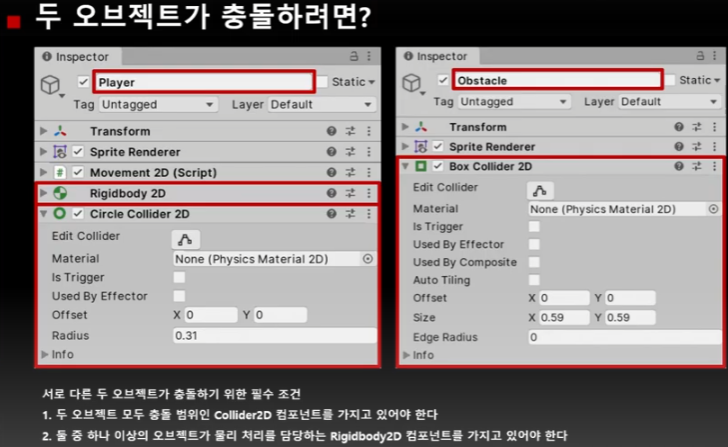 두 오브젝트가 충돌하려면?
Inspector
Player
Static
Tag Untagged Layer Default
Transform
Sprite Renderer
Movement 2D (Script)
Rigidbody 2D
Circle Collider 2D
Edit Collider
Material None (Physics Material 2D)
Is Trigger
Used By Effector
Offset X 0 Y 0
Radius 0.31
Info
Inspector
Obstacle
Static
Tag Untagged Layer Default
Transform
Sprite Renderer
Box Collider 2D
Edit Collider
Material None (Physics Material 2D)
Is Trigger
Used By Effector
Used By Composite
Auto Tiling
Offset X 0 Y 0
Size X 0.59 Y 0.59
Edge Radius 0
Info
서로 다른 두 오브젝트가 충돌하기 위한 필수 조건
1. 두 오브젝트 모두 충돌 범위인 Collider2D 컴포넌트를 가지고 있어야 한다
2. 둘 중 하나 이상의 오브젝트가 물리 처리를 담당하는 Rigidbody2D 컴포넌트를 가지고 있어야 한다